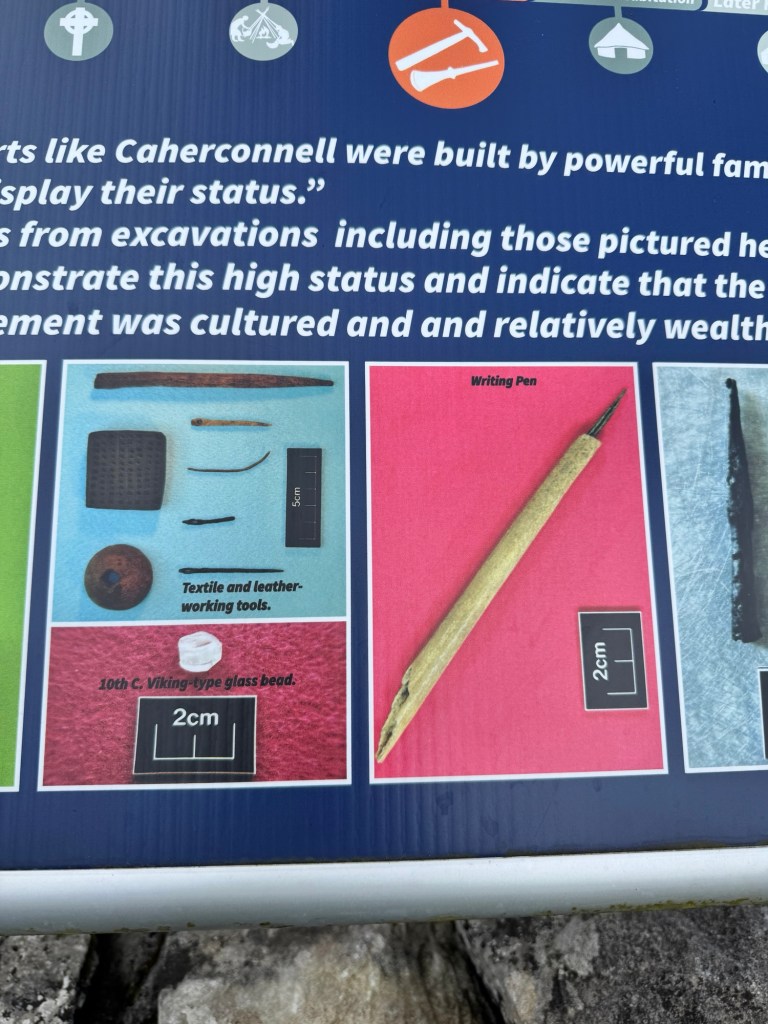 Later
rts like Caherconnell were built by powerful fam
isplay their status.”
s from excavations including those pictured he
onstrate this high status and indicate that the
ement was cultured and and relatively wealth
5cm
Textile and leather-
working tools.
10th C. Viking-type glass bead.
2cm
Writing Pen
2cm